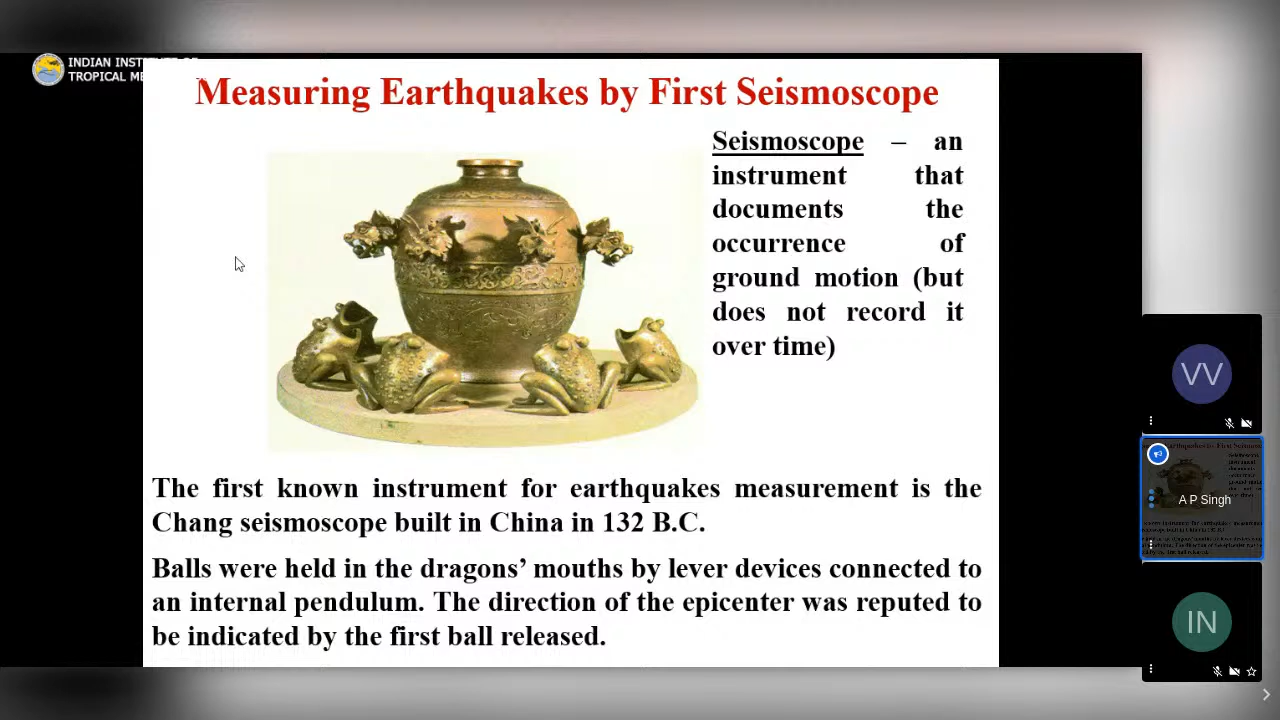 INDIAN INST
TROPICAL ME
Measuring Earthquakes by First Seismoscope
Seismoscope – an
instrument that
documents the
occurrence of
ground motion (but
does not record it
over time)
The first known instrument for earthquakes measurement is the
Chang seismoscope built in China in 132 B.C.
Balls were held in the dragons’ mouths by lever devices connected to
an internal pendulum. The direction of the epicenter was reputed to
be indicated by the first ball released.
VV
A P Singh
IN